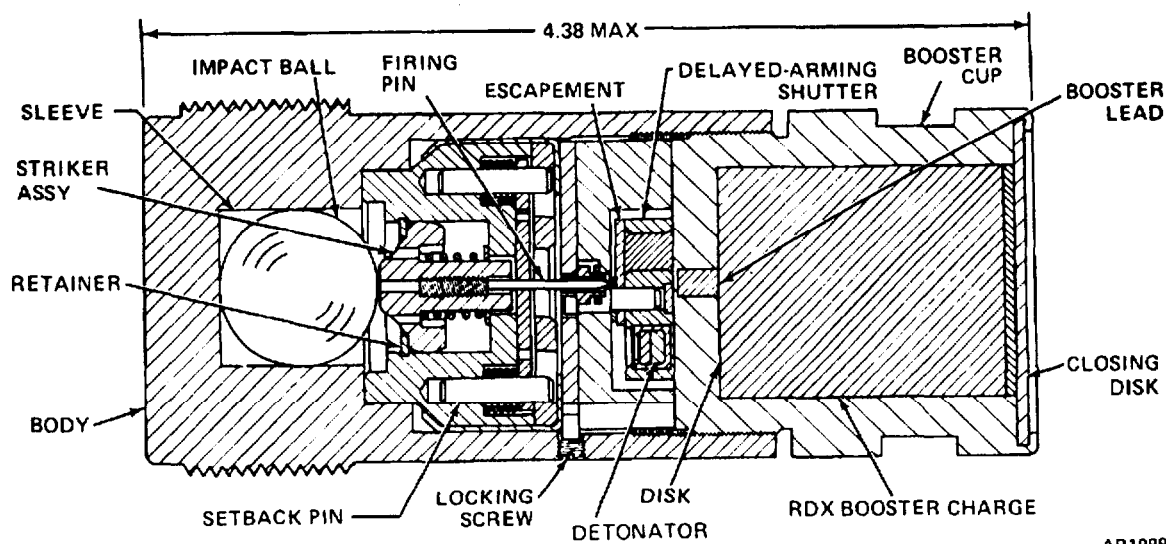 4.38 MAX
IMPACT BALL
FIRING
PIN
ESCAPEMENT
DELAYED-ARMING
SHUTTER
BOOSTER
CUP
BOOSTER
LEAD
SLEEVE
STRIKER
ASSY
RETAINER
BODY
SETBACK PIN
LOCKING
SCREW
DETONATOR
DISK
RDX BOOSTER CHARGE
CLOSING
DISK